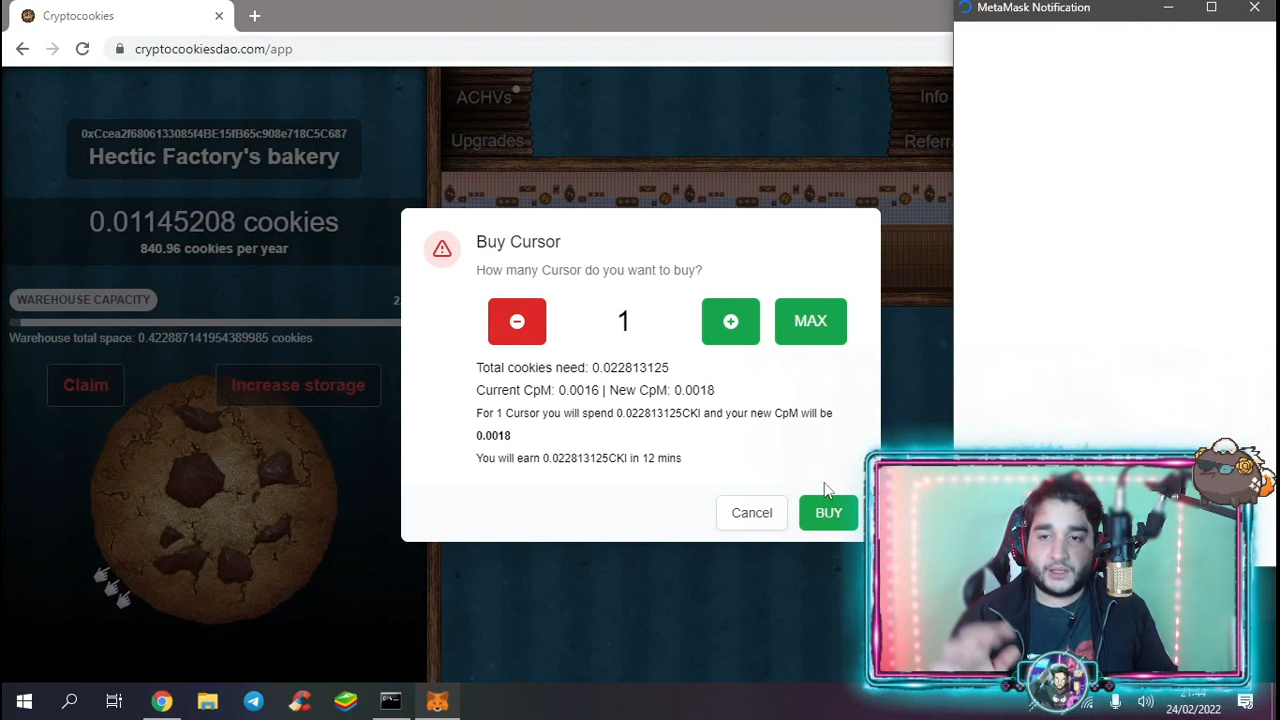 Cryptocookies
MetaMask Notification
cryptocookiesdao.com/app
ACHVs
Info
0xCcea2f6806133085f4BE15fB65c908e718C5C687
Upgrades
Hectic Factory's bakery
0.01145208 cookies
840.96 cookies per year
Buy Cursor
How many Cursor do you want to buy?
WAREHOUSE CAPACITY
1
MAX
Warehouse total space: 0.422887141954389985 cookies
Total cookies need: 0.022813125
Claim
Increase storage
Current CpM: 0.0016 | New CpM: 0.0018
For 1 Cursor you will spend 0.022813125CKI and your new CpM will be
0.0018
You will earn 0.022813125CKI in 12 mins
Cancel
BUY
21:44
24/02/2022